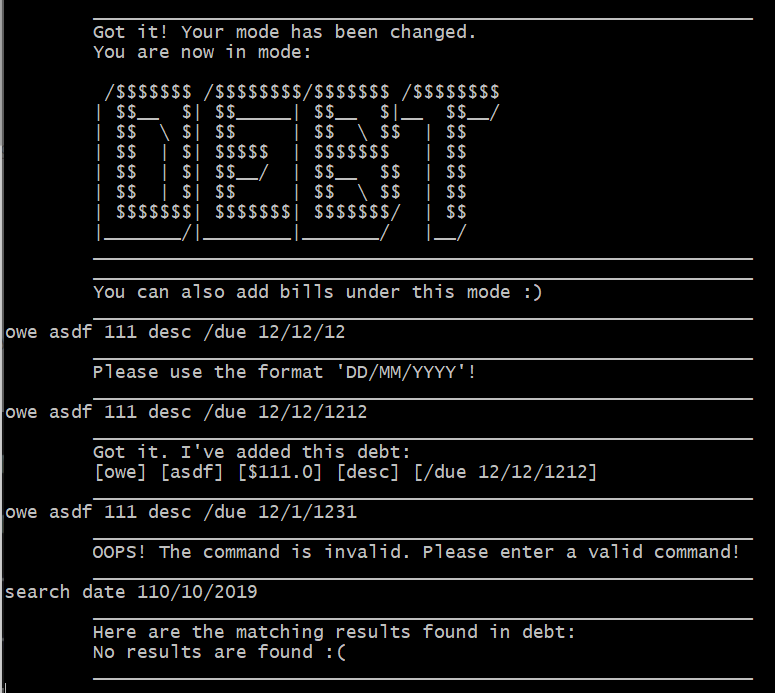 Got it! Your mode has been changed.
You are now in mode:
 /$$$$$$$ /$$$$$$$$/$$$$$$$ /$$$$$$$$
| $$__  $| $$_____| $$__  $|__  $$__/
| $$  \ $| $$     | $$  \ $$  | $$
| $$  | $| $$$$$  | $$$$$$$   | $$
| $$  | $| $$__/  | $$__  $$  | $$
| $$  | $| $$     | $$  \ $$  | $$
| $$$$$$$| $$$$$$$| $$$$$$$/  | $$
|_______/|________|_______/   |__/
You can also add bills under this mode :)
owe asdf 111 desc /due 12/12/12
Please use the format 'DD/MM/YYYY'!
owe asdf 111 desc /due 12/12/1212
Got it. I've added this debt:
[owe] [asdf] [$111.0] [desc] [/due 12/12/1212]
owe asdf 111 desc /due 12/1/1231
OOPS! The command is invalid. Please enter a valid command!
search date 110/10/2019
Here are the matching results found in debt:
No results are found :(